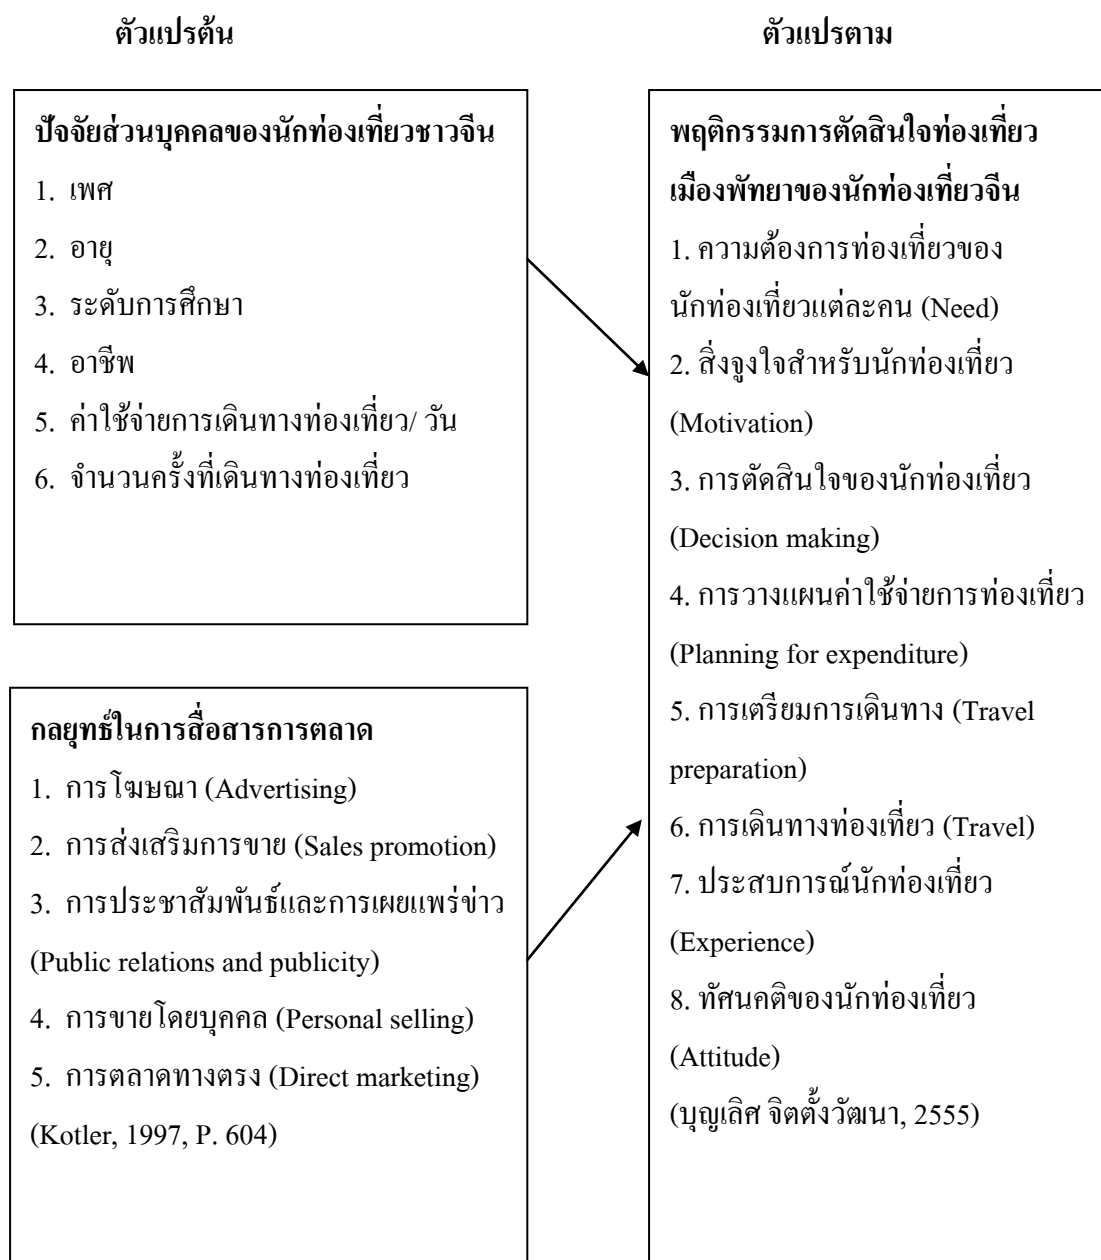 ตัวแปรต้น
ตัวแปรตาม
ปัจจัยส่วนบุคคลของนักท่องเที่ยวชาวจีน
1. เพศ
2. อายุ
3. ระดับการศึกษา
4. อาชีพ
5. ค่าใช้จ่ายการเดินทางท่องเที่ยว/ วัน
6. จำนวนครั้งที่เดินทางท่องเที่ยว
กลยุทธ์ในการสื่อสารการตลาด
1. การโฆษณา (Advertising)
2. การส่งเสริมการขาย (Sales promotion)
3. การประชาสัมพันธ์และการเผยแพร่ข่าว
(Public relations and publicity)
4. การขายโดยบุคคล (Personal selling)
5. การตลาดทางตรง (Direct marketing)
(Kotler, 1997, P. 604)
พฤติกรรมการตัดสินใจท่องเที่ยว
เมืองพัทยาของนักท่องเที่ยวจีน
1. ความต้องการท่องเที่ยวของ
นักท่องเที่ยวแต่ละคน (Need)
2. สิ่งจูงใจสำหรับนักท่องเที่ยว
(Motivation)
3. การตัดสินใจของนักท่องเที่ยว
(Decision making)
4. การวางแผนค่าใช้จ่ายการท่องเที่ยว
(Planning for expenditure)
5. การเตรียมการเดินทาง (Travel
preparation)
6. การเดินทางท่องเที่ยว (Travel)
7. ประสบการณ์นักท่องเที่ยว
(Experience)
8. ทัศนคติของนักท่องเที่ยว
(Attitude)
(บุญเลิศ จิตตั้งวัฒนา, 2555)